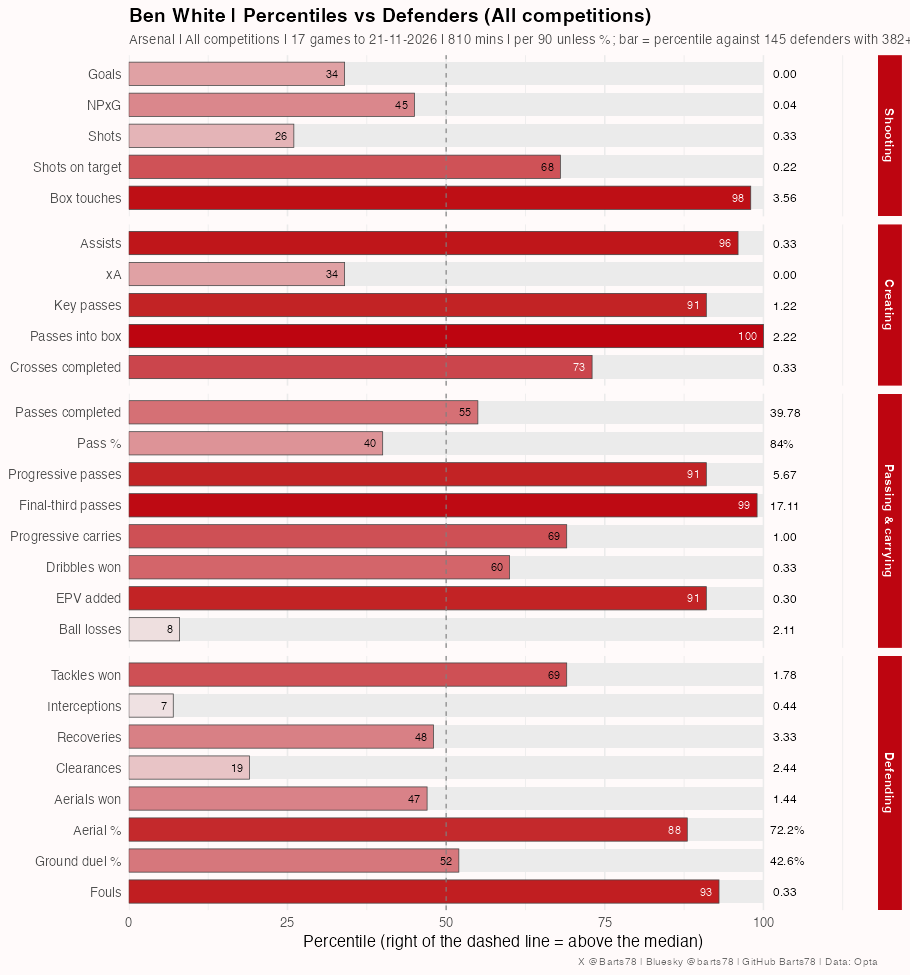 Ben White | Percentiles vs Defenders (All competitions)
Arsenal | All competitions | 17 games to 21-11-2026 | 810 mins | per 90 unless %; bar = percentile against 145 defenders with 382+
Shooting
Goals 34 0.00
NPxG 45 0.04
Shots 26 0.33
Shots on target 68 0.22
Box touches 98 3.56
Creating
Assists 96 0.33
xA 34 0.00
Key passes 91 1.22
Passes into box 100 2.22
Crosses completed 73 0.33
Passing & carrying
Passes completed 55 39.78
Pass % 40 84%
Progressive passes 91 5.67
Final-third passes 99 17.11
Progressive carries 69 1.00
Dribbles won 60 0.33
EPV added 91 0.30
Ball losses 8 2.11
Defending
Tackles won 69 1.78
Interceptions 7 0.44
Recoveries 48 3.33
Clearances 19 2.44
Aerials won 47 1.44
Aerial % 88 72.2%
Ground duel % 52 42.6%
Fouls 93 0.33
0 25 50 75 100
Percentile (right of the dashed line = above the median)
X @Barts78 | Bluesky @barts78 | GitHub Barts78 | Data: Opta